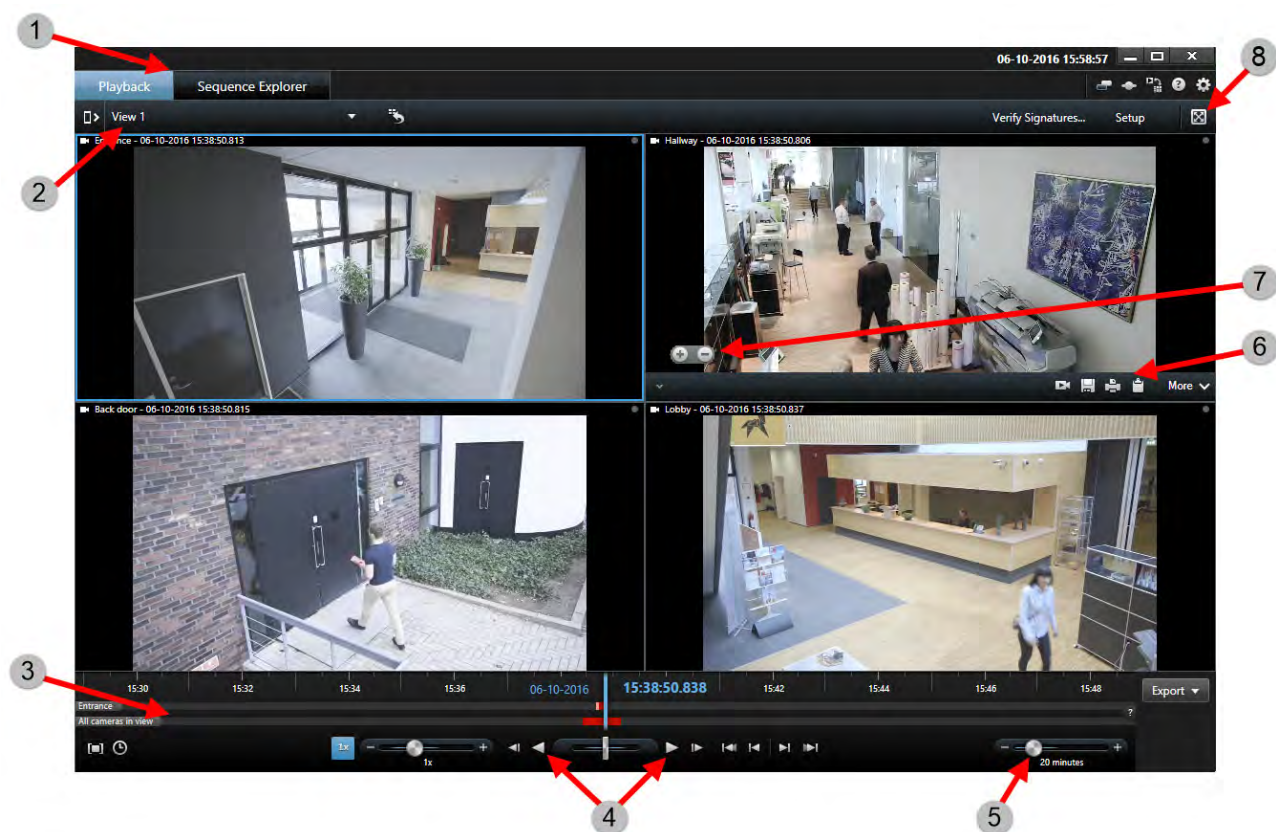 1
06-10-2016 15:58:57
8
Playback
Sequence Explorer
View 1
Verify Signatures...
Setup
2
Entrance - 06-10-2016 15:38:50.813
Hallway - 06-10-2016 15:38:50.806
7
6
More
Back door - 06-10-2016 15:38:50.815
Lobby - 06-10-2016 15:38:50.837
3
15:30
15:32
15:34
15:36
06-10-2016
15:38:50.838
15:42
15:44
15:46
15:48
Export
Entrance
?
All cameras in view
1x
1x
20 minutes
4
5